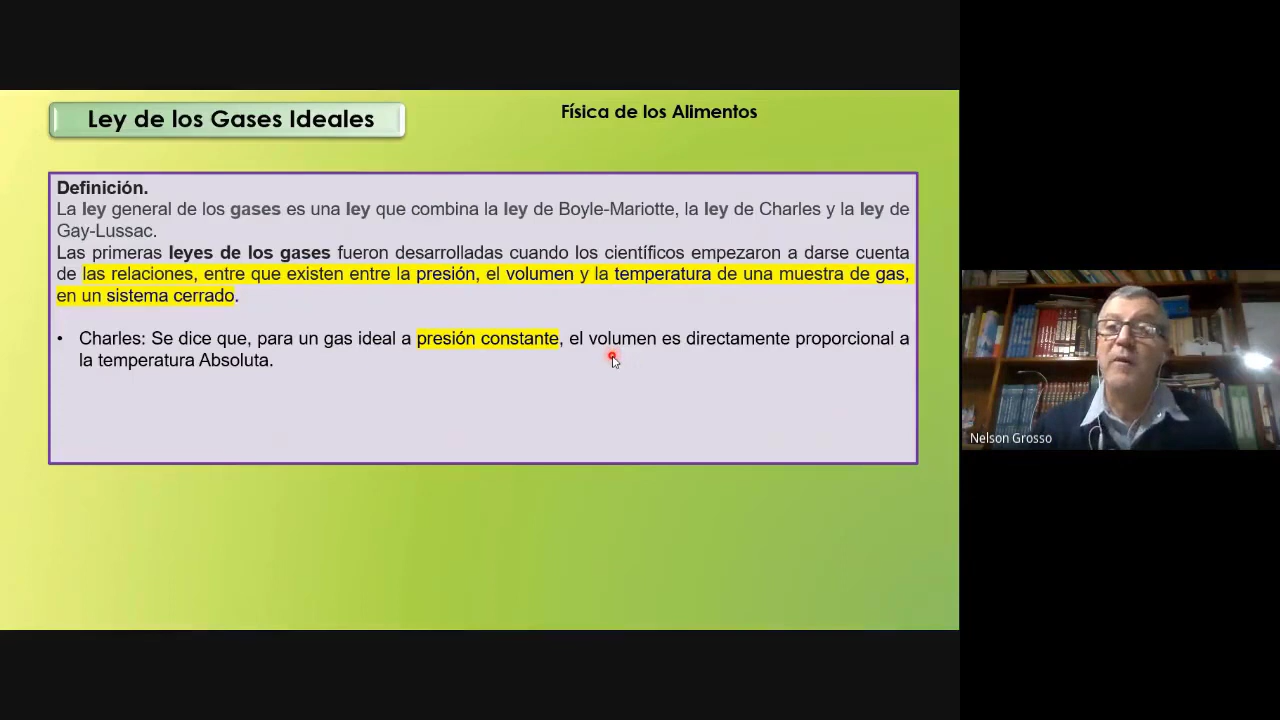 Ley de los Gases Ideales
Física de los Alimentos
Definición.
La ley general de los gases es una ley que combina la ley de Boyle-Mariotte, la ley de Charles y la ley de
Gay-Lussac.
Las primeras leyes de los gases fueron desarrolladas cuando los científicos empezaron a darse cuenta
de las relaciones, entre que existen entre la presión, el volumen y la temperatura de una muestra de gas,
en un sistema cerrado.
• Charles: Se dice que, para un gas ideal a presión constante, el volumen es directamente proporcional a
la temperatura Absoluta.
Nelson Grosso